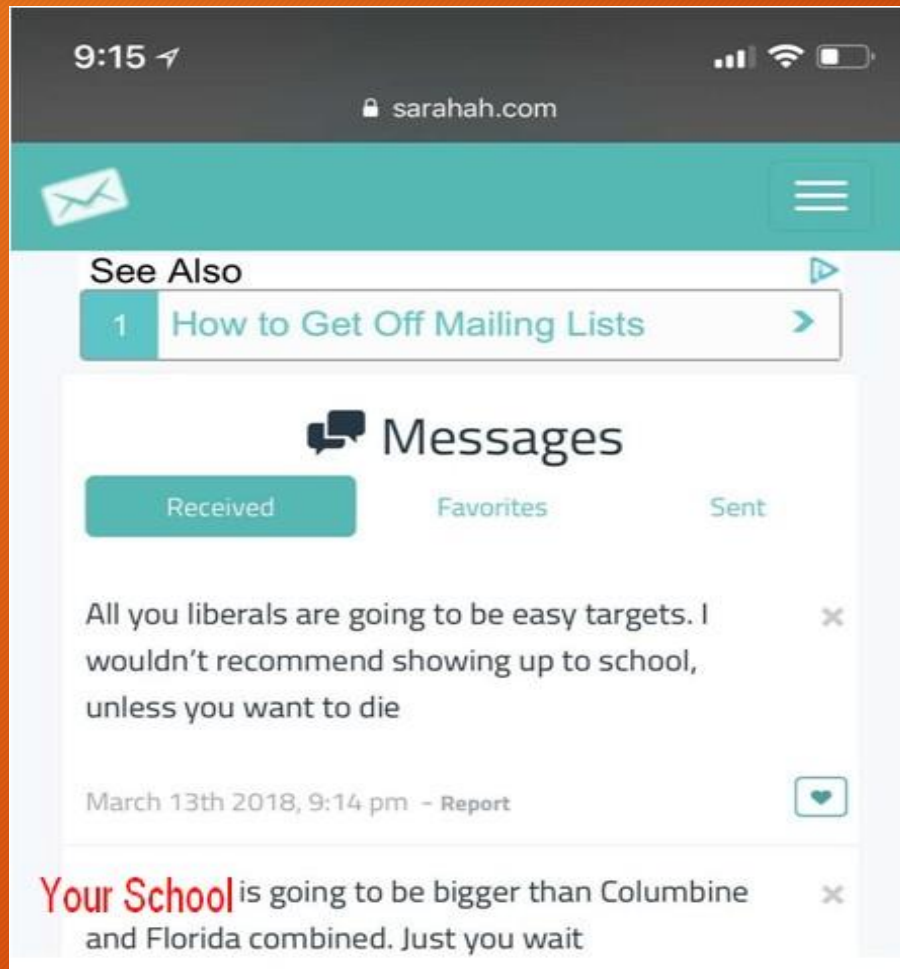 9:15
sarahah.com
See Also
1 How to Get Off Mailing Lists
Messages
Received Favorites Sent
All you liberals are going to be easy targets. I
wouldn't recommend showing up to school,
unless you want to die
March 13th 2018, 9:14 pm - Report
Your School is going to be bigger than Columbine
and Florida combined. Just you wait